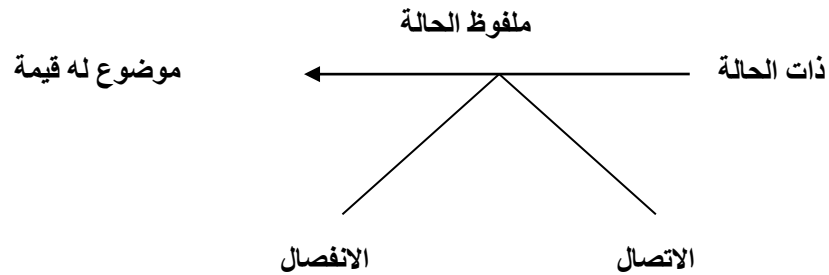 ملفوظ الحالة
ذات الحالة
موضوع له قيمة
الاتصال
الانفصال